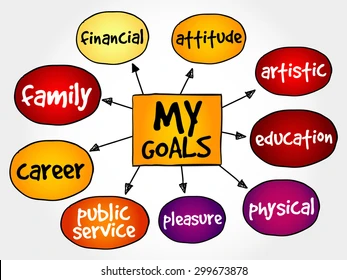 financial
attitude
family
artistic
MY
GOALS
education
career
public
service
pleasure
physical
shutterstock.com · 299673878